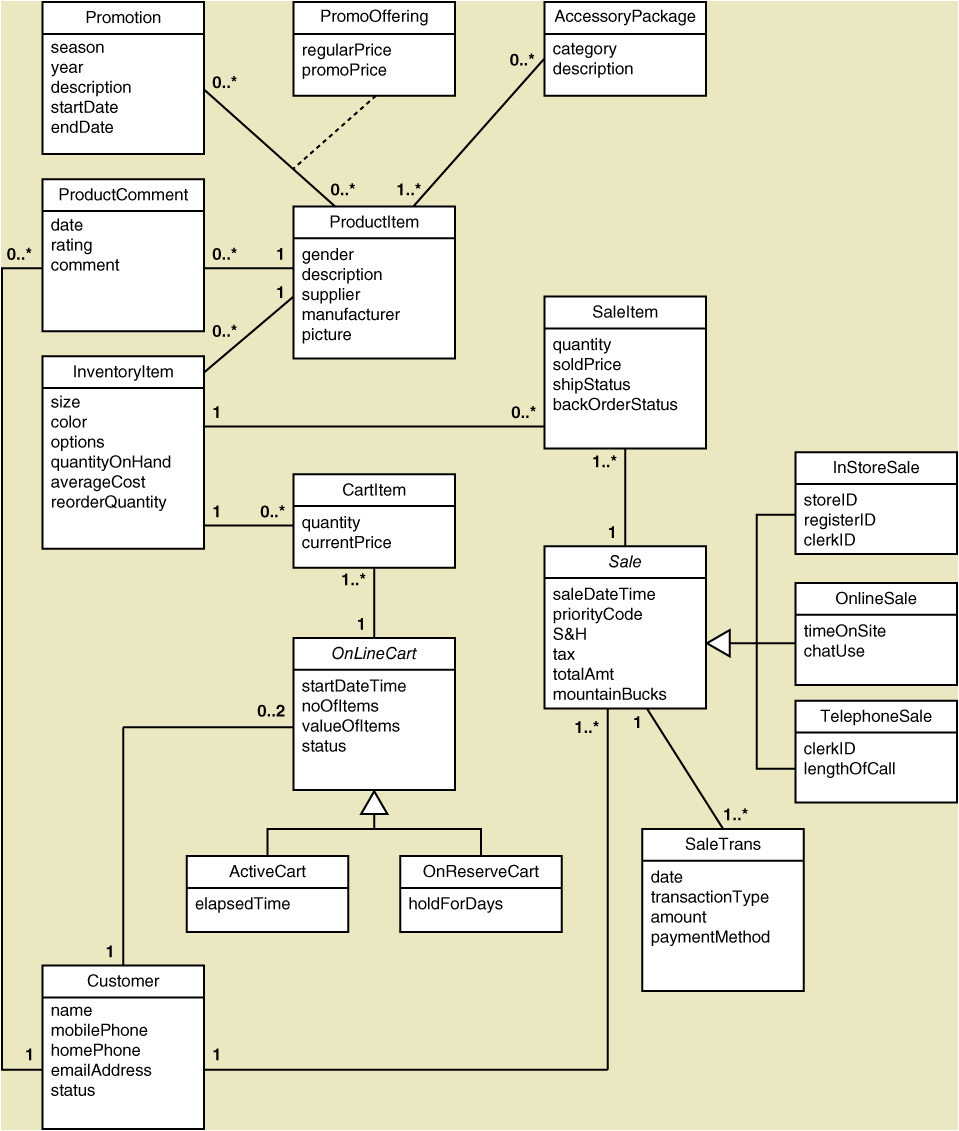 Promotion
season
year
description
startDate
endDate
PromoOffering
regularPrice
promoPrice
AccessoryPackage
category
description
0..*
0..*
0..*
1..*
ProductComment
date
rating
comment
0..*
0..*
1
ProductItem
gender
description
supplier
manufacturer
picture
1
0..*
InventoryItem
size
color
options
quantityOnHand
averageCost
reorderQuantity
1
0..*
SaleItem
quantity
soldPrice
shipStatus
backOrderStatus
1
0..*
CartItem
quantity
currentPrice
1..*
1
1..*
1
Sale
saleDateTime
priorityCode
S&H
tax
totalAmt
mountainBucks
InStoreSale
storeID
registerID
clerkID
OnlineSale
timeOnSite
chatUse
TelephoneSale
clerkID
lengthOfCall
OnLineCart
startDateTime
noOfItems
valueOfItems
status
0..2
1..*
1
1..*
SaleTrans
date
transactionType
amount
paymentMethod
ActiveCart
elapsedTime
OnReserveCart
holdForDays
1
Customer
name
mobilePhone
homePhone
emailAddress
status
1
1